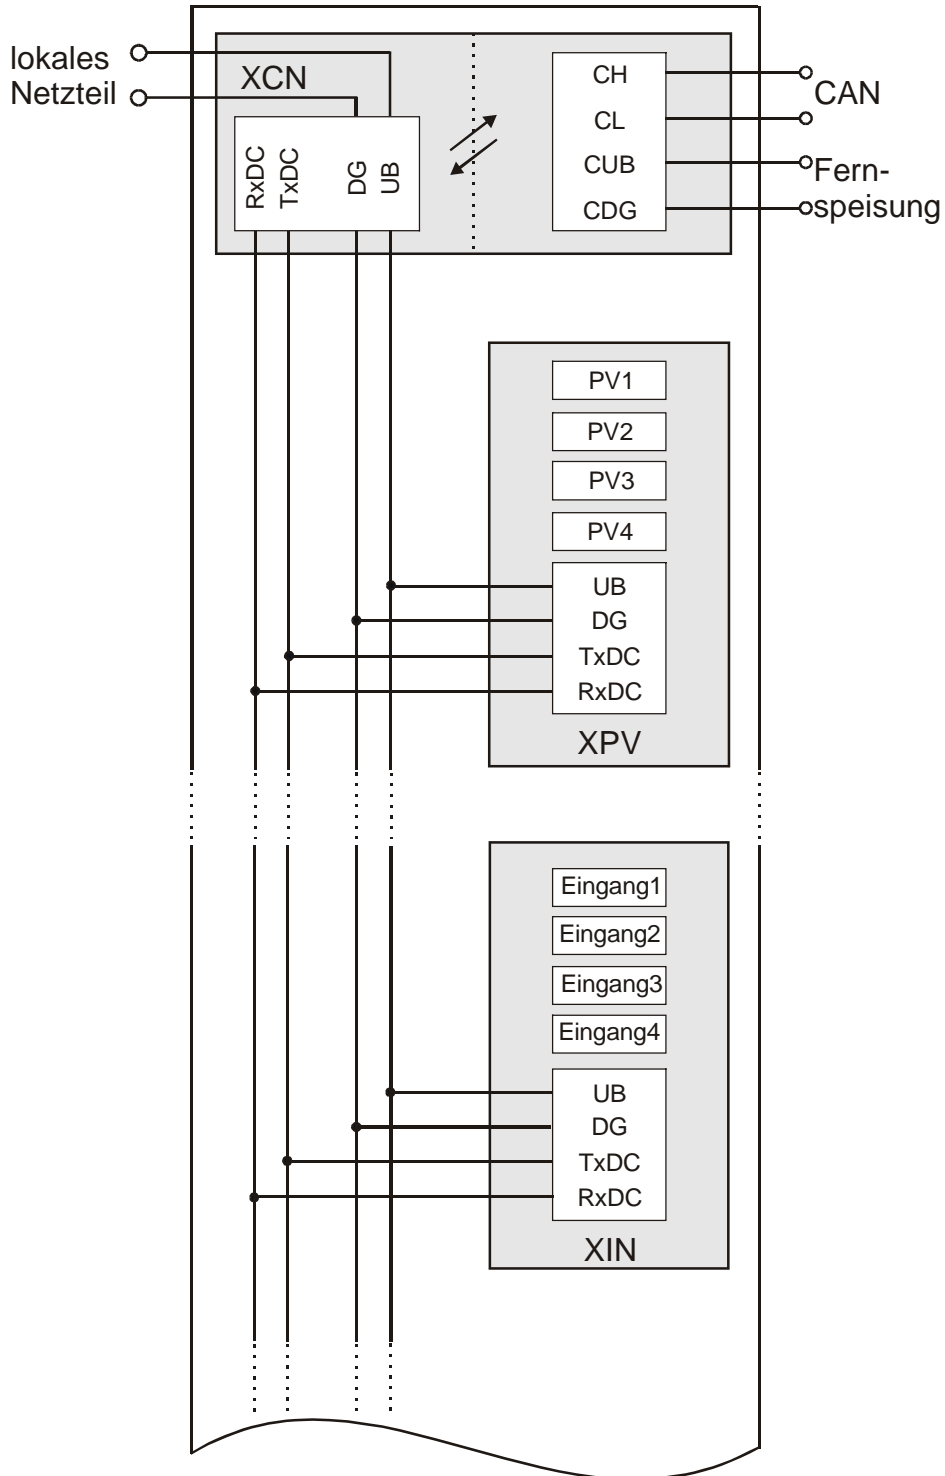 lokales
Netzteil
XCN
RxDC
TxDC
DG
UB
CH
CL
CUB
CDG
CAN
Fern-
speisung
PV1
PV2
PV3
PV4
UB
DG
TxDC
RxDC
XPV
Eingang1
Eingang2
Eingang3
Eingang4
UB
DG
TxDC
RxDC
XIN